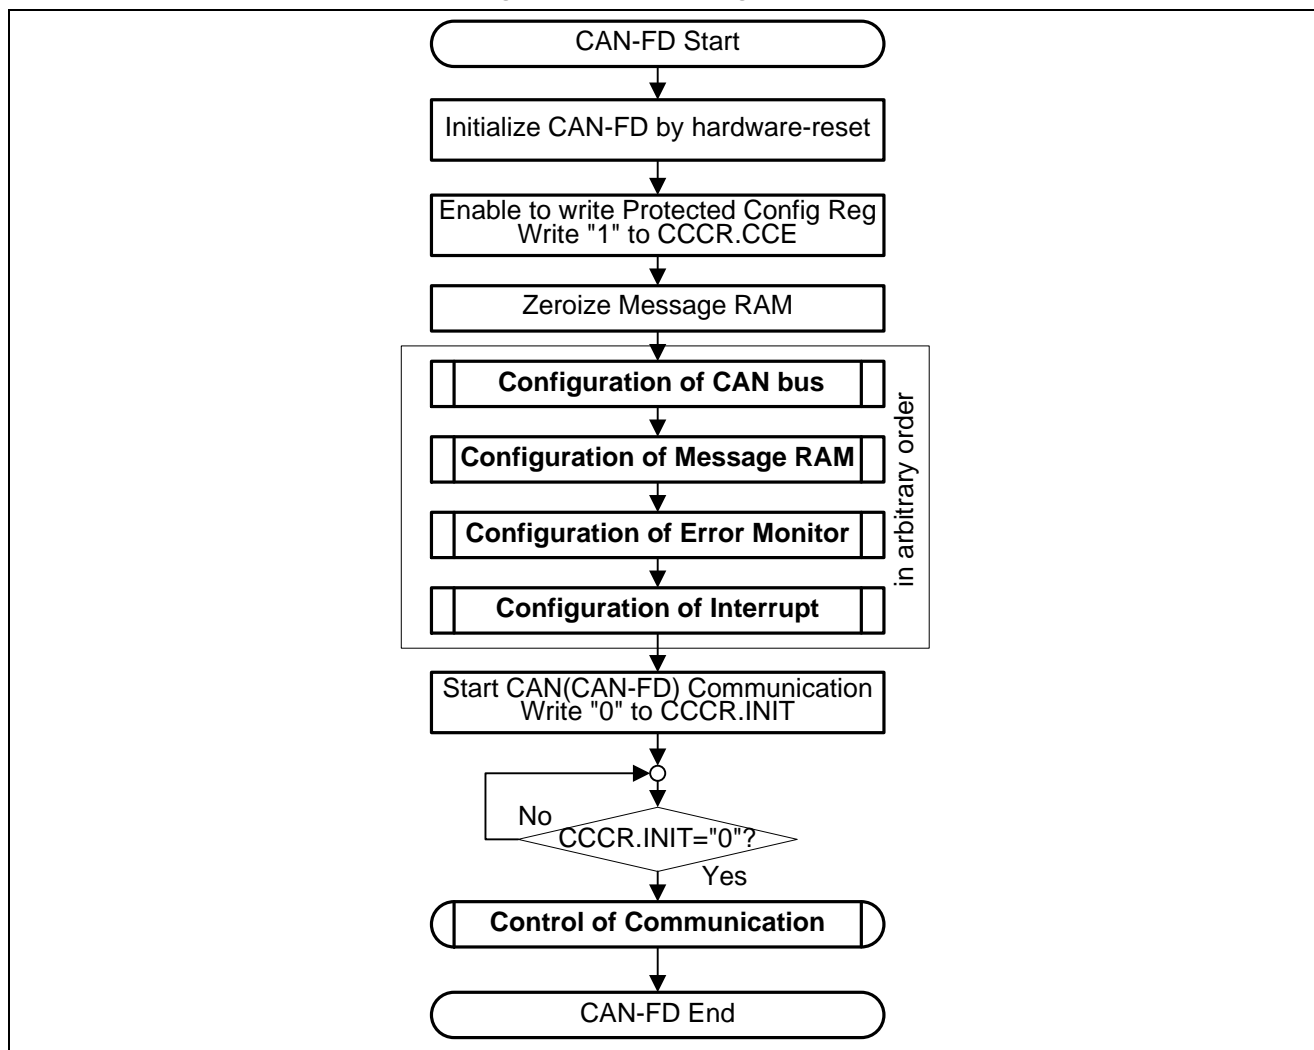 CAN-FD Start
Initialize CAN-FD by hardware-reset
Enable to write Protected Config Reg
Write "1" to CCCR.CCE
Zeroize Message RAM
Configuration of CAN bus
Configuration of Message RAM
Configuration of Error Monitor
Configuration of Interrupt
in arbitrary order
Start CAN(CAN-FD) Communication
Write "0" to CCCR.INIT
No
CCCR.INIT="0"?
Yes
Control of Communication
CAN-FD End